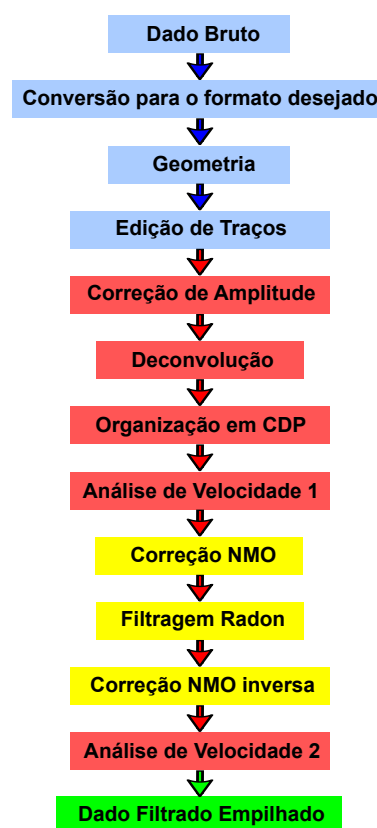 Dado Bruto
Conversão para o formato desejado
Geometria
Edição de Traços
Correção de Amplitude
Deconvolução
Organização em CDP
Análise de Velocidade 1
Correção NMO
Filtragem Radon
Correção NMO inversa
Análise de Velocidade 2
Dado Filtrado Empilhado